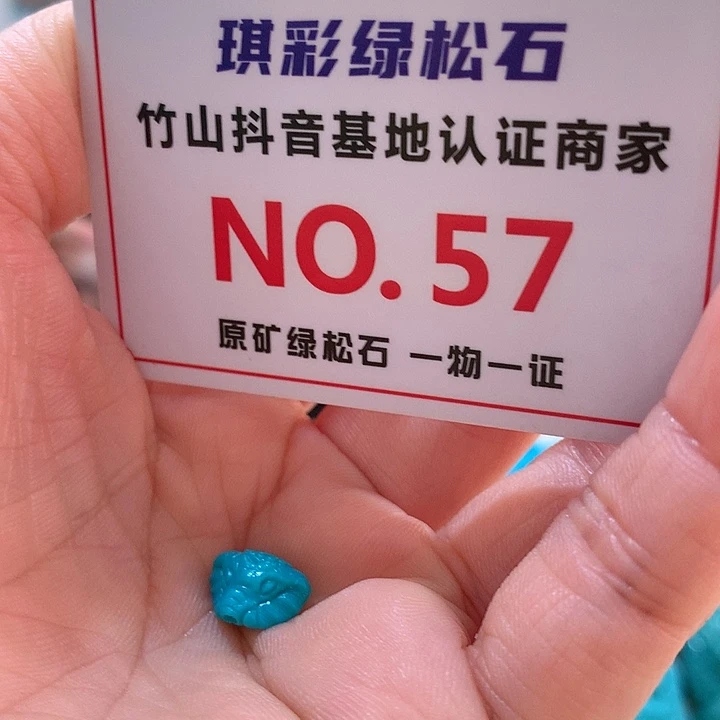 琪彩绿松石
竹山抖音基地认证商家
NO.57
原矿绿松石 一物一证